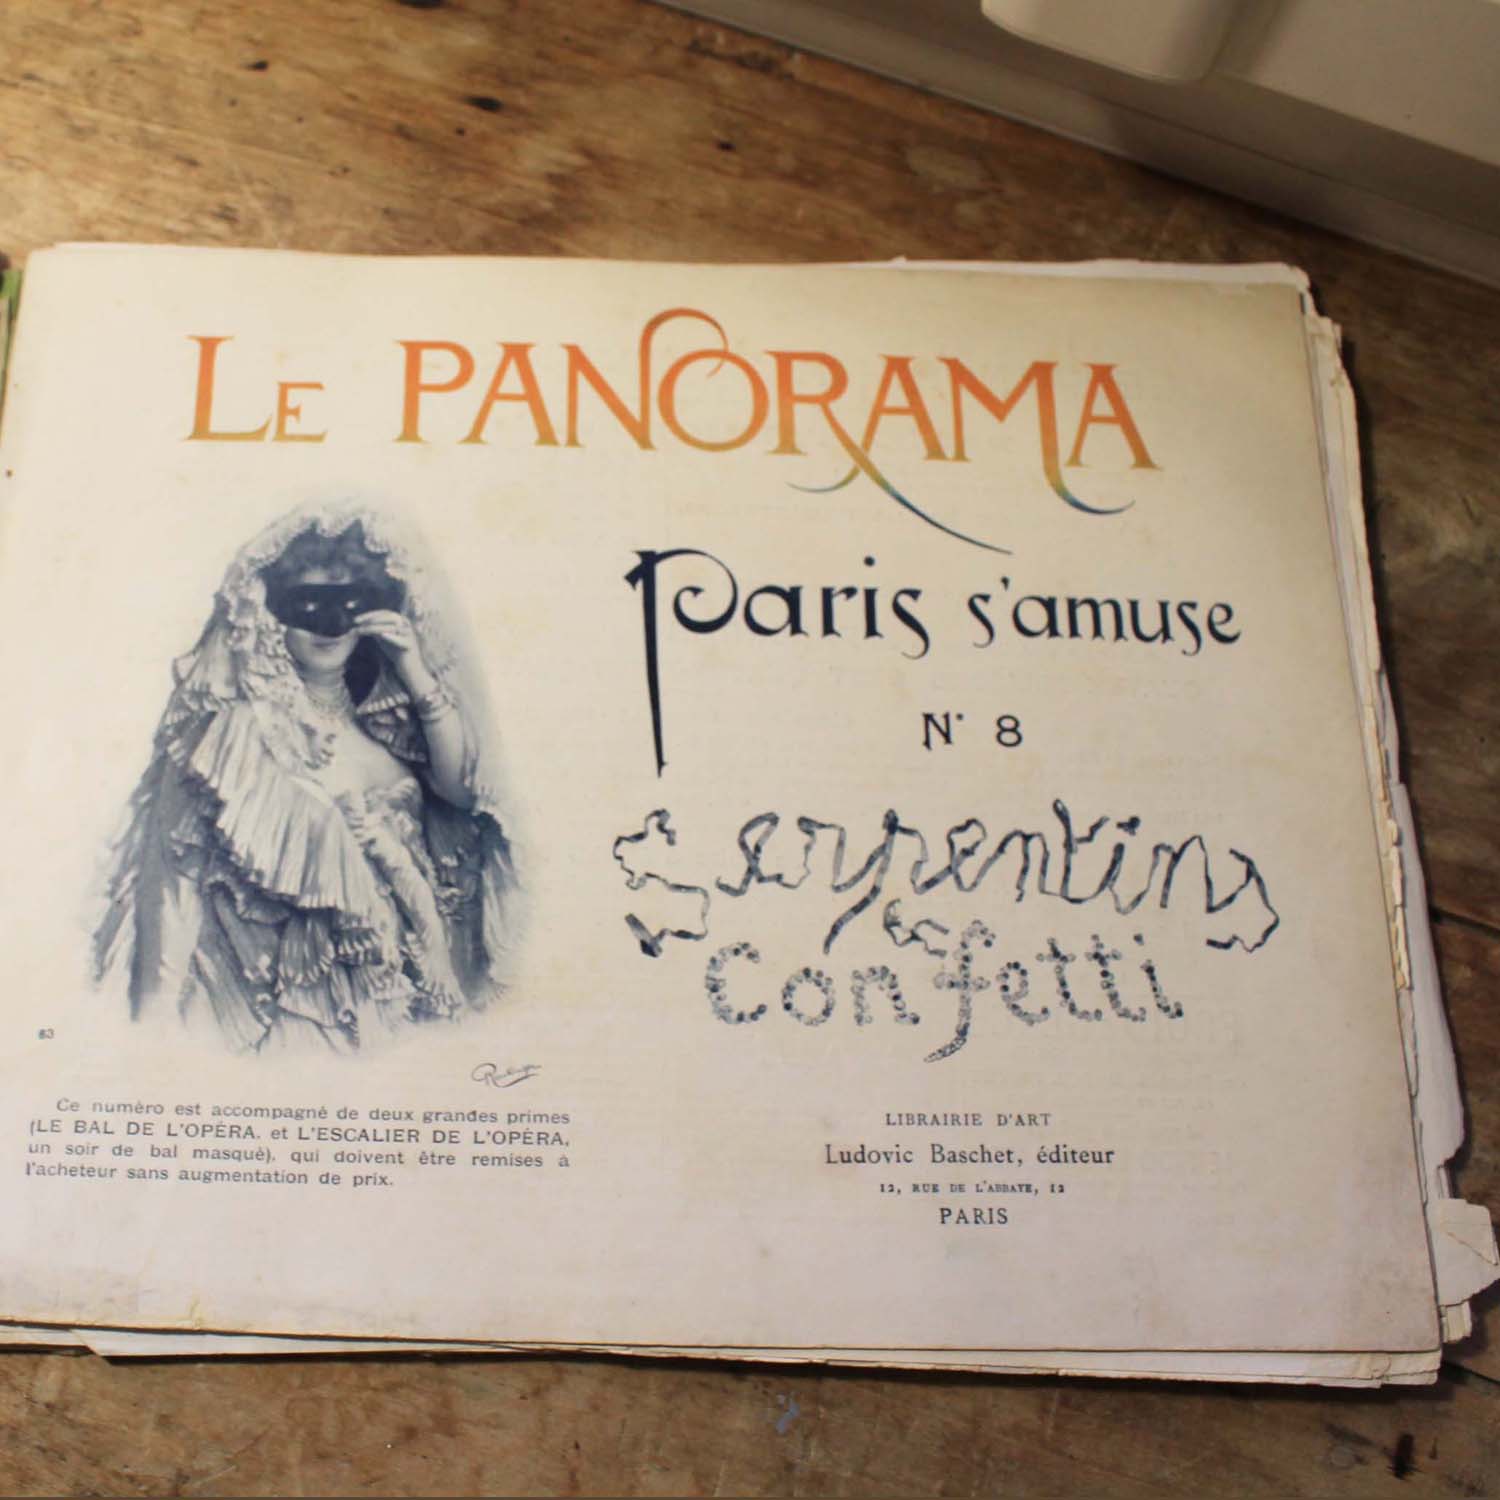 LE PANORAMA
Paris s'amuse
N° 8
Serpentins
Confetti
63
Ce numéro est accompagné de deux grandes primes
(LE BAL DE L'OPÉRA. et L'ESCALIER DE L'OPÉRA,
un soir de bal masqué), qui doivent être remises à
l'acheteur sans augmentation de prix.
LIBRAIRIE D'ART
Ludovic Baschet, éditeur
12, RUE DE L'ABBAYE, 12
PARIS